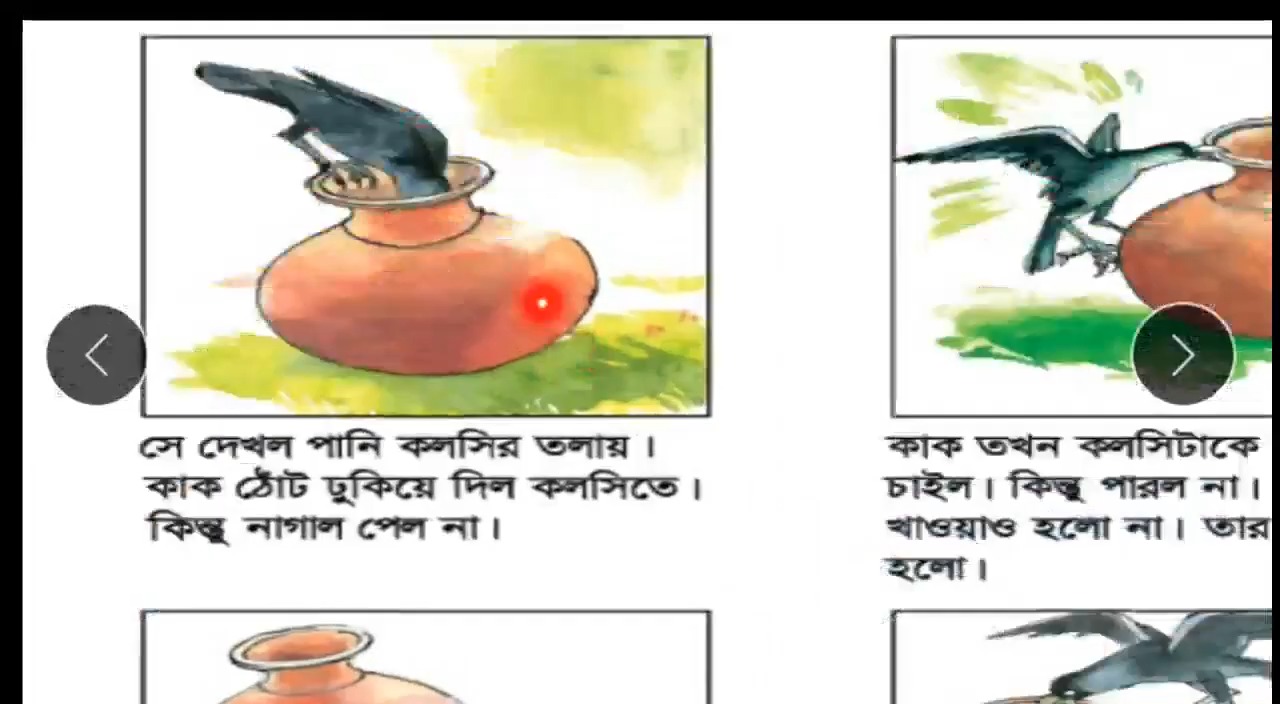 সে দেখল পানি কলসির তলায়।
কাক ঠোঁট ঢুকিয়ে দিল কলসিতে।
কিন্তু নাগাল পেল না।
কাক তখন কলসিটাকে
চাইল। কিন্তু পারল না।
খাওয়াও হলো না। তার
হলো।